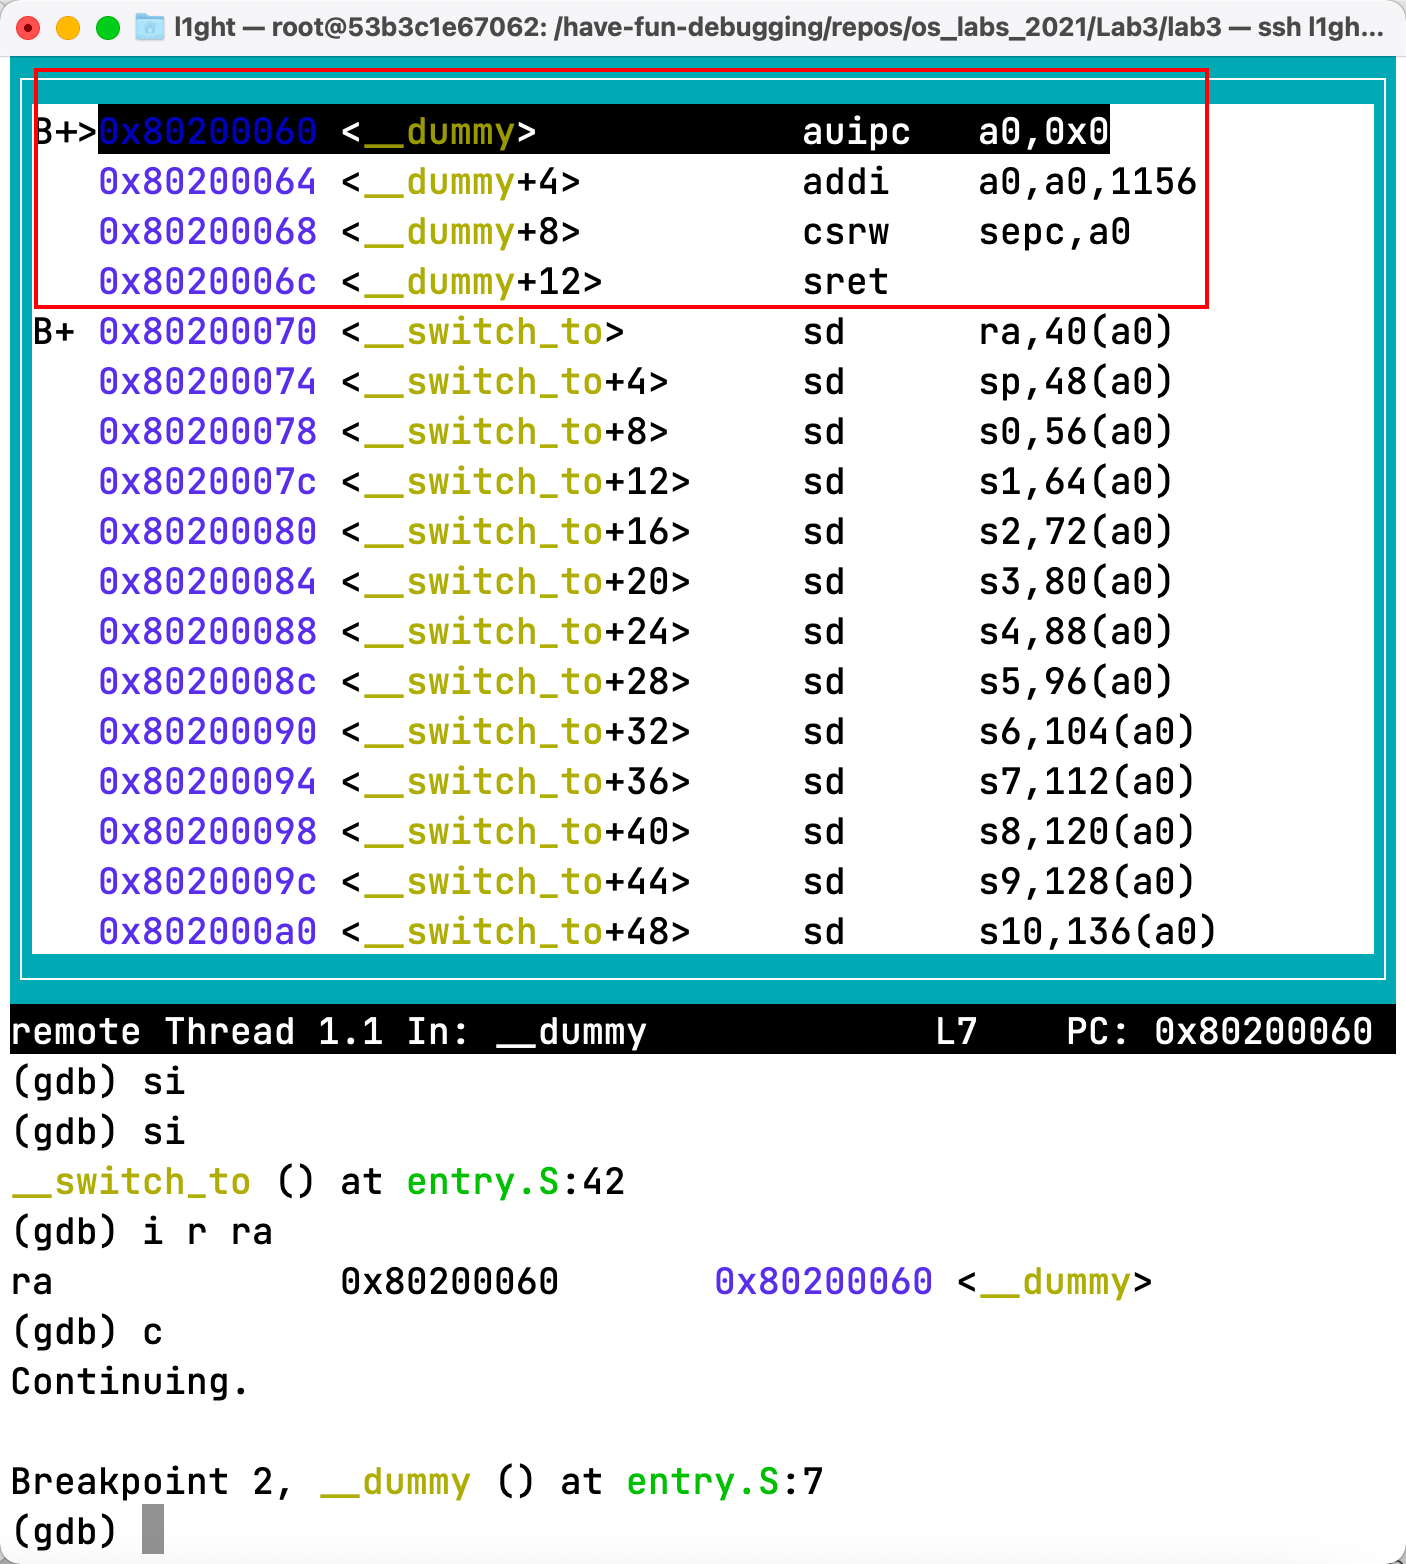 l1ght — root@53b3c1e67062: /have-fun-debugging/repos/os_labs_2021/Lab3/lab3 — ssh l1gh...
B+>0x80200060 <__dummy> auipc a0,0x0
0x80200064 <__dummy+4> addi a0,a0,1156
0x80200068 <__dummy+8> csrw sepc,a0
0x8020006c <__dummy+12> sret
B+ 0x80200070 <__switch_to> sd ra,40(a0)
0x80200074 <__switch_to+4> sd sp,48(a0)
0x80200078 <__switch_to+8> sd s0,56(a0)
0x8020007c <__switch_to+12> sd s1,64(a0)
0x80200080 <__switch_to+16> sd s2,72(a0)
0x80200084 <__switch_to+20> sd s3,80(a0)
0x80200088 <__switch_to+24> sd s4,88(a0)
0x8020008c <__switch_to+28> sd s5,96(a0)
0x80200090 <__switch_to+32> sd s6,104(a0)
0x80200094 <__switch_to+36> sd s7,112(a0)
0x80200098 <__switch_to+40> sd s8,120(a0)
0x8020009c <__switch_to+44> sd s9,128(a0)
0x802000a0 <__switch_to+48> sd s10,136(a0)
remote Thread 1.1 In: __dummy L7 PC: 0x80200060
(gdb) si
(gdb) si
__switch_to () at entry.S:42
(gdb) i r ra
ra 0x80200060 0x80200060 <__dummy>
(gdb) c
Continuing.
Breakpoint 2, __dummy () at entry.S:7
(gdb)